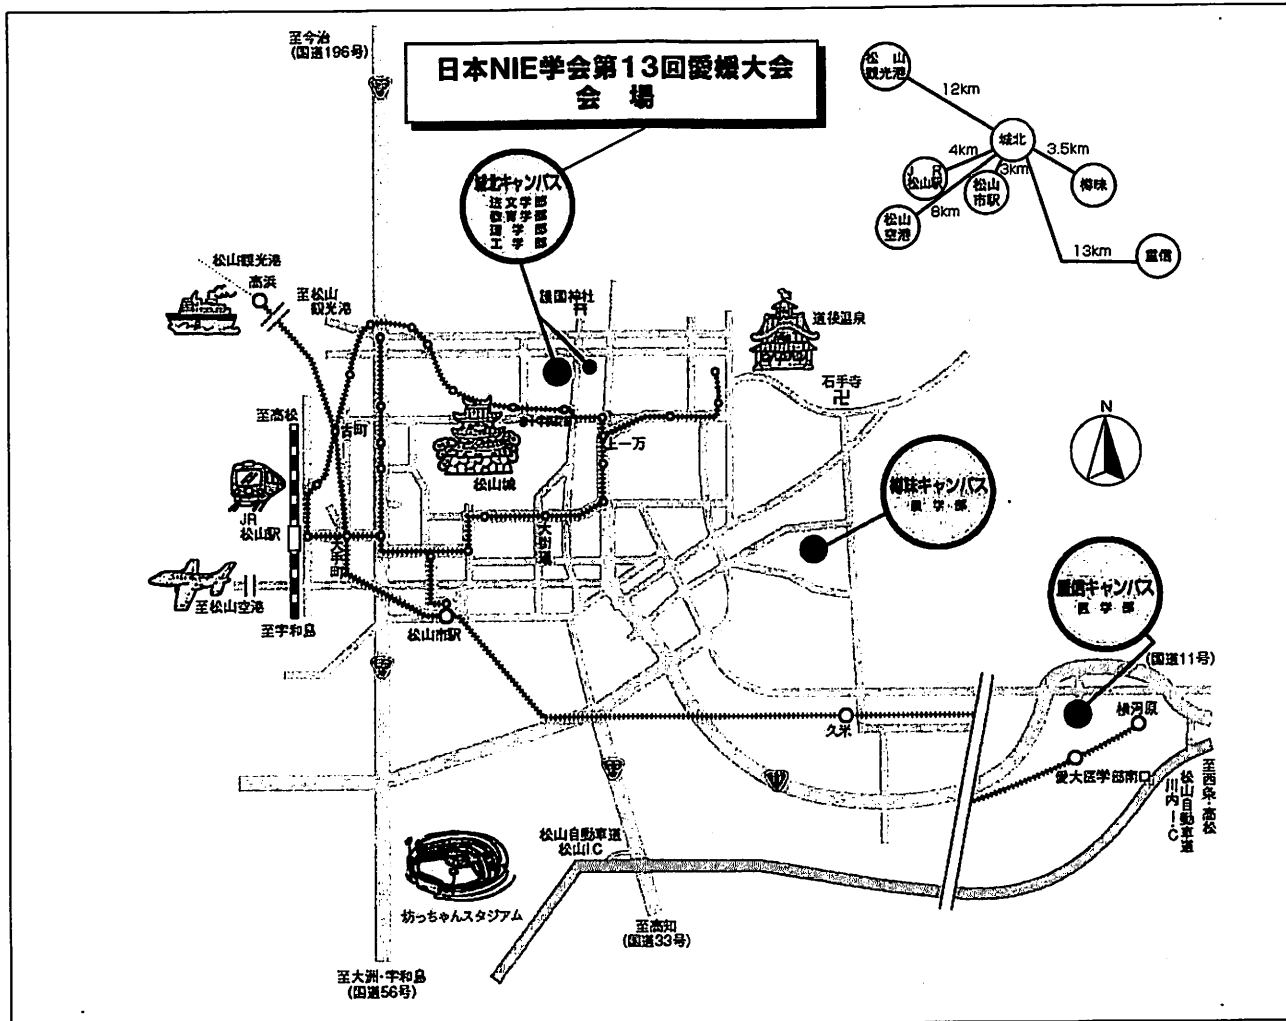 至今治
(国道196号)
日本NIE学会第13回愛媛大会
会場
松山
観光港
12km
城北
4km
3km
3.5km
JR
松山駅
松山
市駅
樽味
松山
空港
8km
13km
重信
城北キャンパス
法文学部
教育学部
理学部
工学部
松山観光港
高浜
至松山
観光港
護国神社
道後温泉
石手寺
N
至高松
古町
上一万
松山城
樽味キャンパス
農学部
JR
松山駅
大手町
大街道
重信キャンパス
医学部
至松山空港
至宇和島
松山市駅
(国道11号)
横河原
久米
愛大医学部南口
至西条・高松
松山自動車道
川内I・C
松山自動車道
松山IC
坊っちゃんスタジアム
至高知
(国道33号)
至大洲・宇和島
(国道56号)